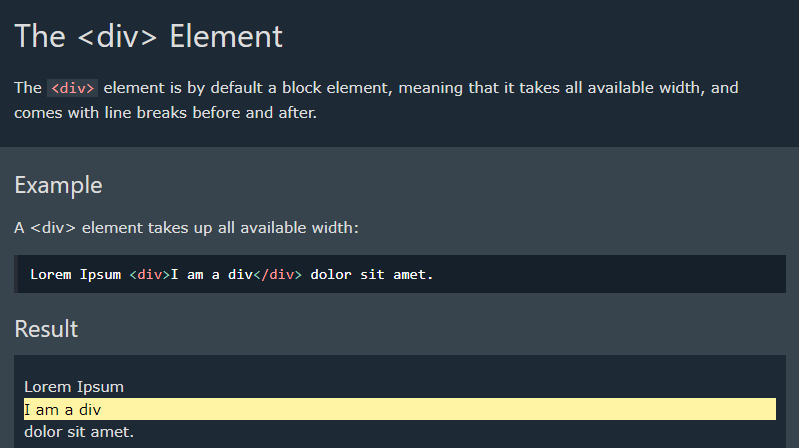 The <div> Element
The <div> element is by default a block element, meaning that it takes all available width, and
comes with line breaks before and after.
Example
A <div> element takes up all available width:
Lorem Ipsum <div>I am a div</div> dolor sit amet.
Result
Lorem Ipsum
I am a div
dolor sit amet.